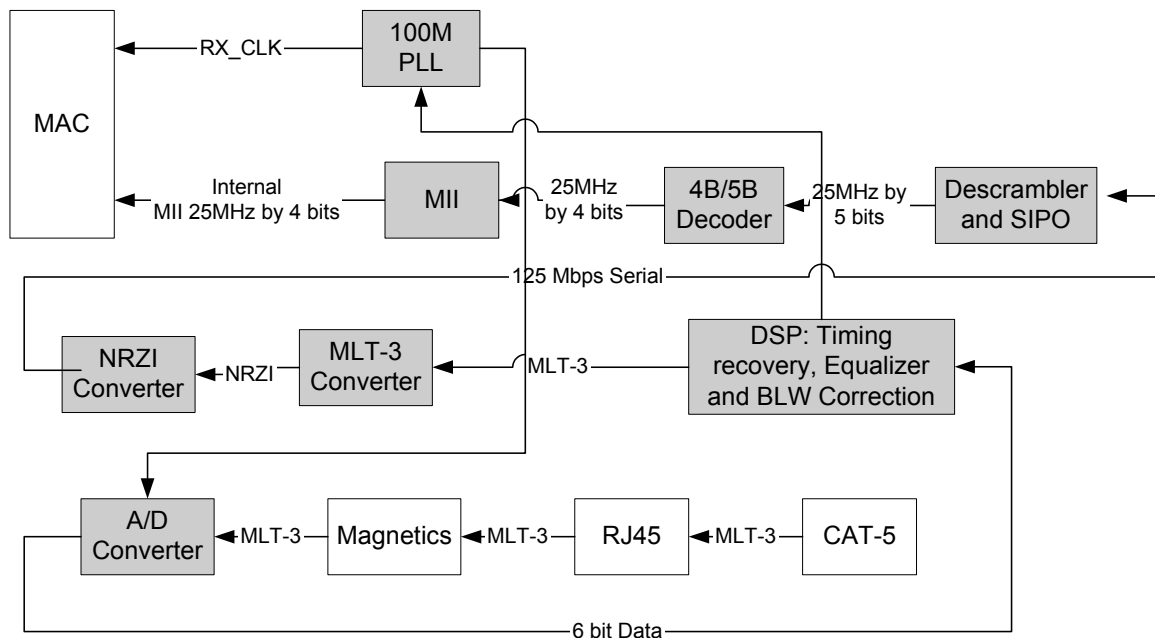 RX_CLK
100M
PLL
MAC
Internal
MII 25MHz by 4 bits
MII
25MHz
by 4 bits
4B/5B
Decoder
25MHz by
5 bits
Descrambler
and SIPO
125 Mbps Serial
NRZI
Converter
NRZI
MLT-3
Converter
MLT-3
DSP: Timing
recovery, Equalizer
and BLW Correction
A/D
Converter
MLT-3
Magnetics
MLT-3
RJ45
MLT-3
CAT-5
6 bit Data